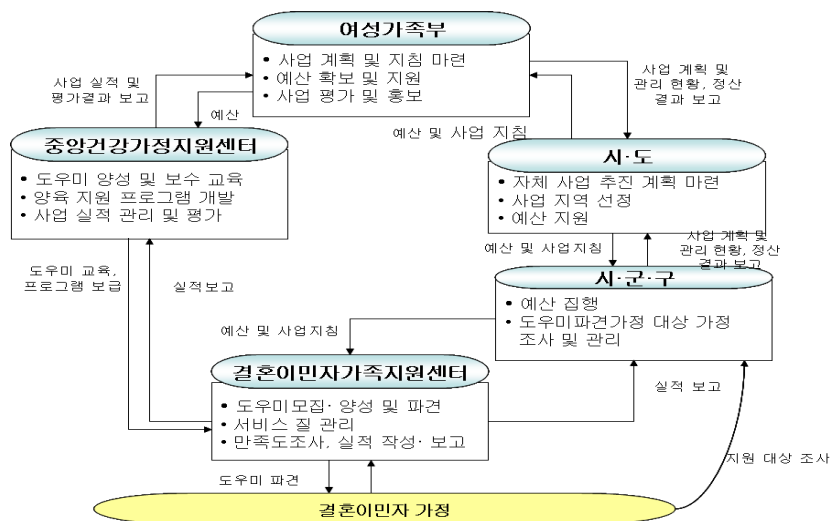 여성가족부
• 사업 계획 및 지침 마련
• 예산 확보 및 지원
• 사업 평가 및 홍보
사업 실적 및
평가결과 보고
예산
사업 계획 및
관리 현황, 정산
결과 보고
예산 및 사업 지침
중앙건강가정지원센터
• 도우미 양성 및 보수 교육
• 양육 지원 프로그램 개발
• 사업 실적 관리 및 평가
시·도
• 자체 사업 추진 계획 마련
• 사업 지역 선정
• 예산 지원
예산 및 사업지침
사업 계획 및
관리 현황, 정산
결과 보고
도우미 교육,
프로그램 보급
실적보고
시·군·구
• 예산 집행
• 도우미파견가정 대상 가정
조사 및 관리
예산 및 사업지침
결혼이민자가족지원센터
• 도우미모집· 양성 및 파견
• 서비스 질 관리
• 만족도조사, 실적 작성· 보고
실적 보고
지원 대상 조사
도우미 파견
결혼이민자 가정